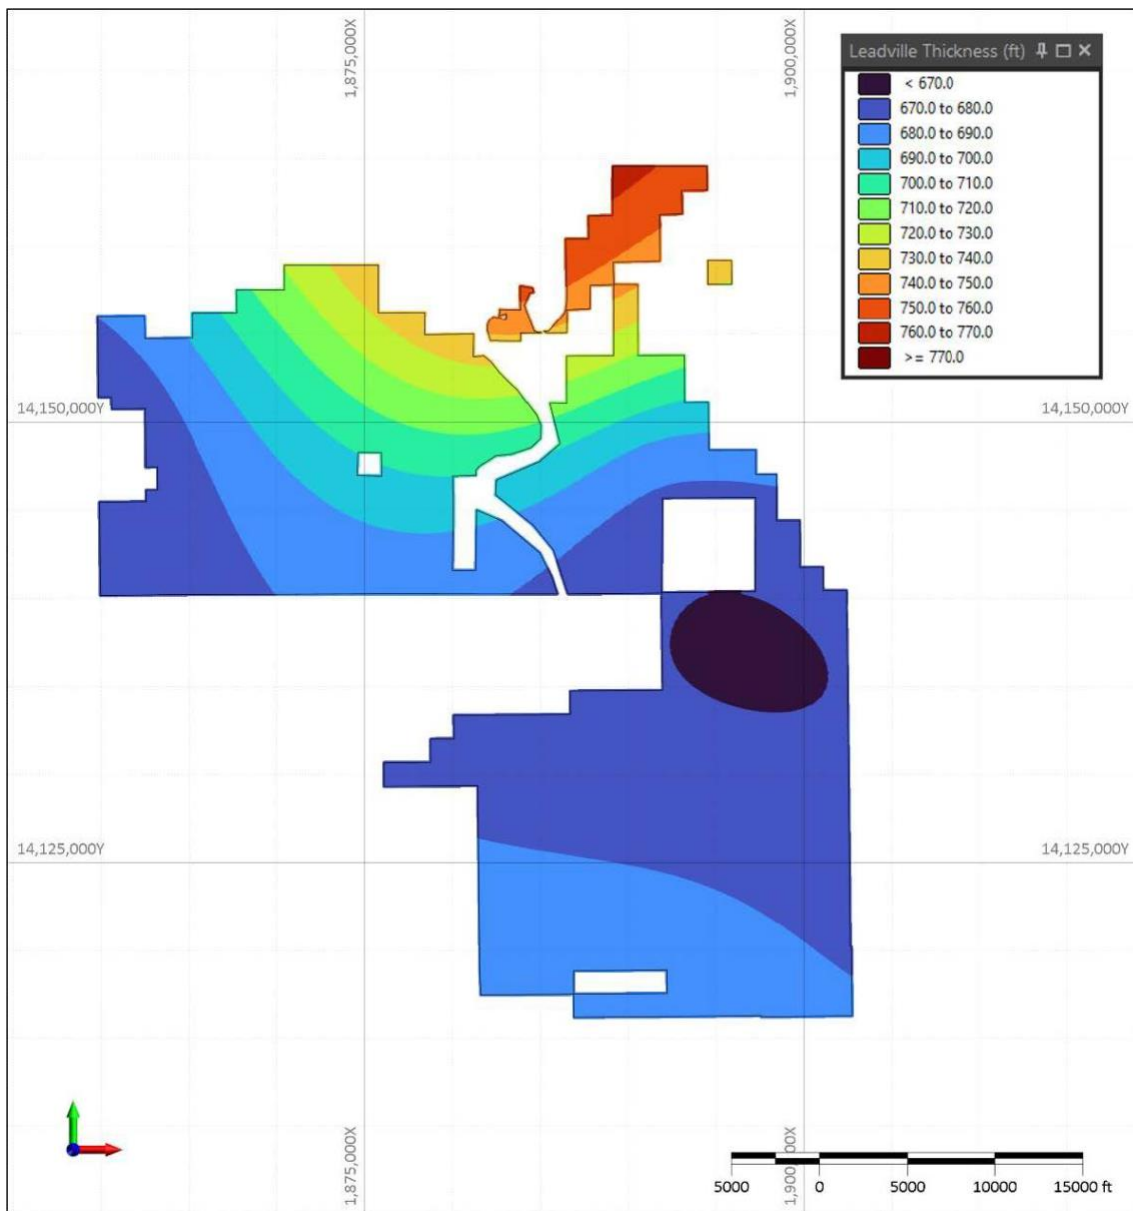 1,875,000X
1,900,000X
Leadville Thickness (ft)
< 670.0
670.0 to 680.0
680.0 to 690.0
690.0 to 700.0
700.0 to 710.0
710.0 to 720.0
720.0 to 730.0
730.0 to 740.0
740.0 to 750.0
750.0 to 760.0
760.0 to 770.0
>= 770.0
14,150,000Y
14,150,000Y
14,125,000Y
14,125,000Y
1,875,000X
1,900,000X
5000 0 5000 10000 15000 ft